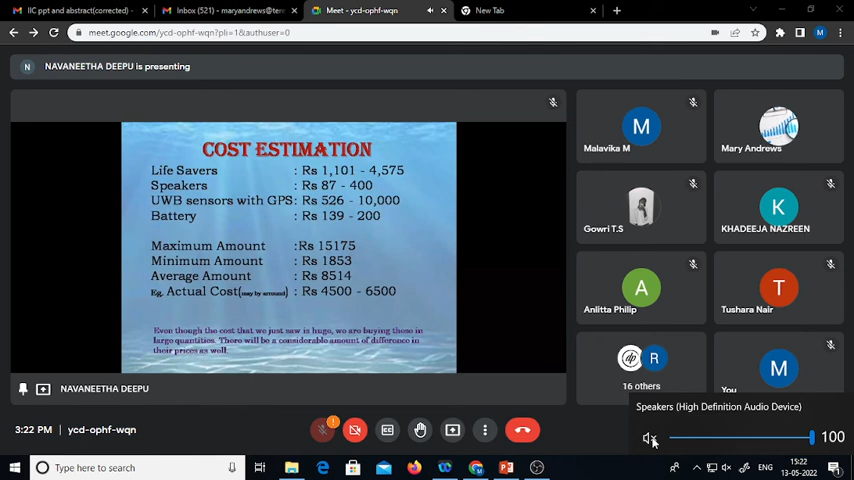 IIC ppt and abstract(corrected) -
Inbox (521) - maryandrews@ter
Meet - ycd-ophf-wqn
New Tab
meet.google.com/ycd-ophf-wqn?pli=1&authuser=0
M
N NAVANEETHA DEEPU is presenting
COST ESTIMATION
Life Savers : Rs 1,101 - 4,575
Speakers : Rs 87 - 400
UWB sensors with GPS: Rs 526 - 10,000
Battery : Rs 139 - 200
Maximum Amount :Rs 15175
Minimum Amount : Rs 1853
Average Amount : Rs 8514
Eg. Actual Cost(may by arround) : Rs 4500 - 6500
Even though the cost that we just saw is huge, we are buying these in
large quantities. There will be a considerable amount of difference in
their prices as well.
NAVANEETHA DEEPU
M
Malavika M
Mary Andrews
Gowri T.S
K
KHADEEJA NAZREEN
A
Anlitta Philip
T
Tushara Nair
R
16 others
M
You
Speakers (High Definition Audio Device)
100
3:22 PM | ycd-ophf-wqn
Type here to search
ENG
15:22
13-05-2022